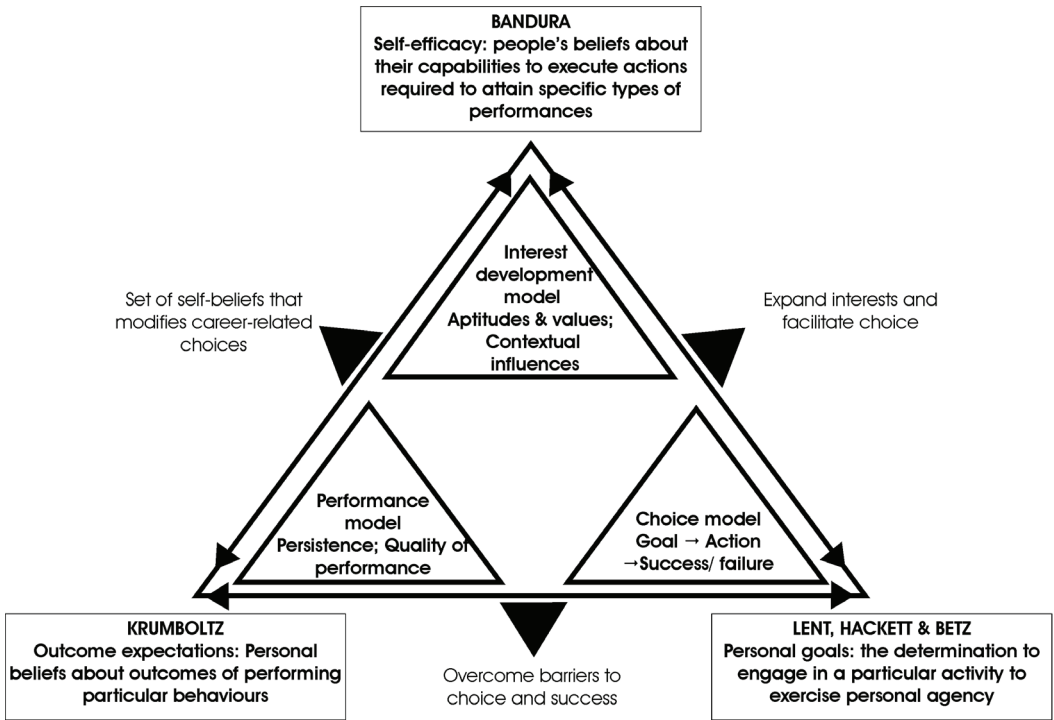 BANDURA
Self-efficacy: people's beliefs about
their capabilities to execute actions
required to attain specific types of
performances
Set of self-beliefs that
modifies career-related
choices
Interest
development
model
Aptitudes & values;
Contextual
influences
Expand interests and
facilitate choice
Performance
model
Persistence; Quality of
performance
Choice model
Goal → Action
→Success/ failure
KRUMBOLTZ
Outcome expectations: Personal
beliefs about outcomes of performing
particular behaviours
Overcome barriers to
choice and success
LENT, HACKETT & BETZ
Personal goals: the determination to
engage in a particular activity to
exercise personal agency